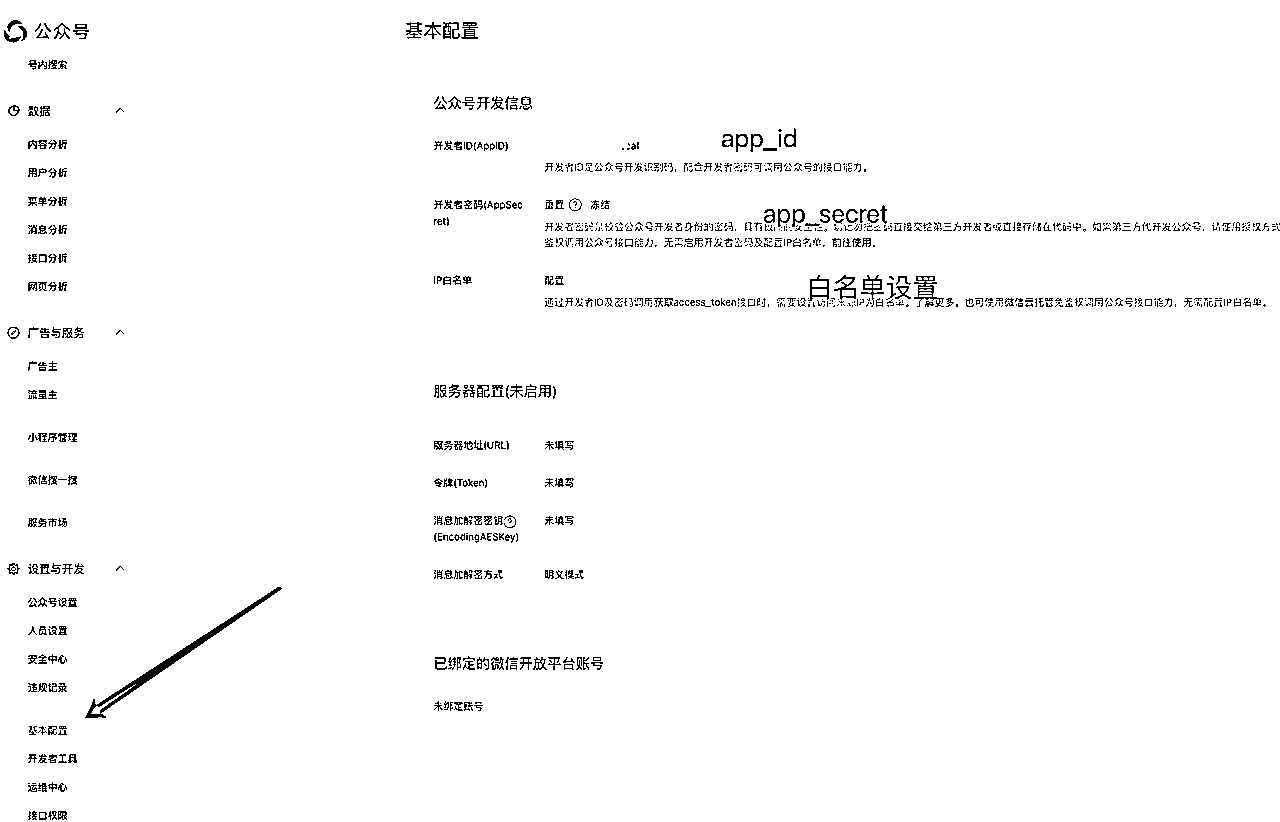 公众号
号内搜索
数据
内容分析
用户分析
菜单分析
消息分析
接口分析
网页分析
广告与服务
广告主
流量主
小程序管理
微信搜一搜
服务市场
设置与开发
公众号设置
人员设置
安全中心
违规记录
基本配置
开发者工具
运维中心
接口权限
基本配置
公众号开发信息
开发者ID(AppID)
app_id
开发者ID是公众号开发识别码，配合开发者密码可调用公众号的接口能力。
开发者密码(AppSec
ret)
重置 ? 冻结
app_secret
开发者密码是校验公众号开发者身份的密码，具有极高的安全性。切记勿把密码直接交给第三方开发者或直接存储在代码中。如需第三方代开发公众号，请使用授权方式
鉴权调用公众号接口能力，无需启用开发者密码及配置IP白名单，前往使用。
IP白名单
配置
白名单设置
通过开发者ID及密码调用获取access_token接口时，需要设置访问来源IP为白名单。了解更多。也可使用微信云托管免鉴权调用公众号接口能力，无需配置IP白名单。
服务器配置(未启用)
服务器地址(URL) 未填写
令牌(Token) 未填写
消息加解密密钥? 未填写
(EncodingAESKey)
消息加解密方式 明文模式
已绑定的微信开放平台账号
未绑定账号